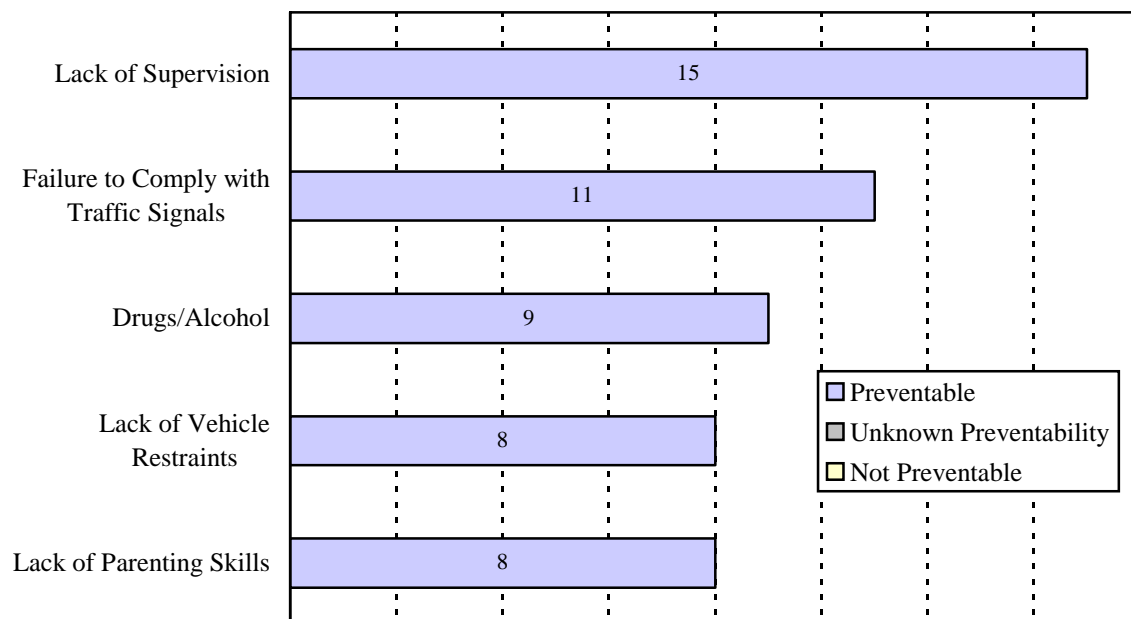 Lack of Supervision
15
Failure to Comply with
Traffic Signals
11
Drugs/Alcohol
9
Lack of Vehicle
Restraints
8
Lack of Parenting Skills
8
Preventable
Unknown Preventability
Not Preventable